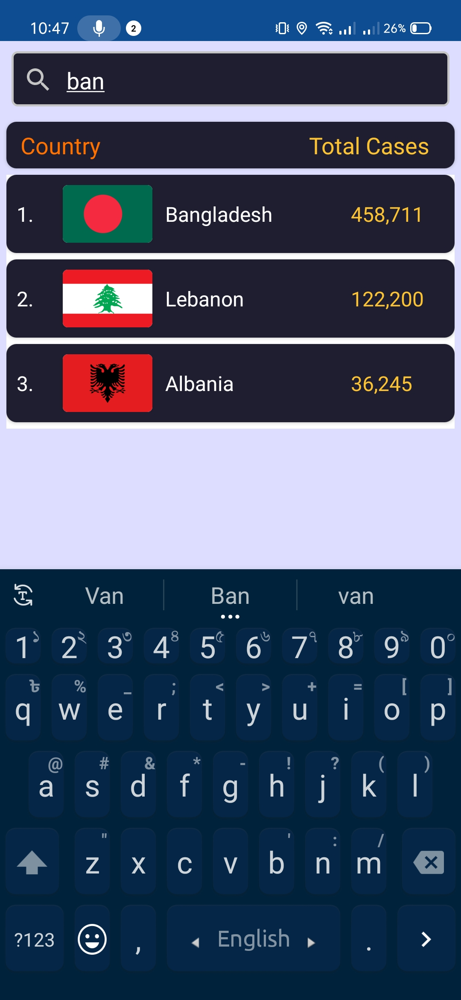 10:47 2 26%
ban
Country Total Cases
1. Bangladesh 458,711
2. Lebanon 122,200
3. Albania 36,245
Van Ban van
1 ১ 2 ২ 3 ৩ 4 ৪ 5 ৫ 6 ৬ 7 ৭ 8 ৮ 9 ৯ 0 ০
q ৳ w % e _ r ; t < y > u + i = o [ p ]
a @ s # d & f * g - h ! j ? k ( l )
z " x c v b ' n : m /
?123 , English .